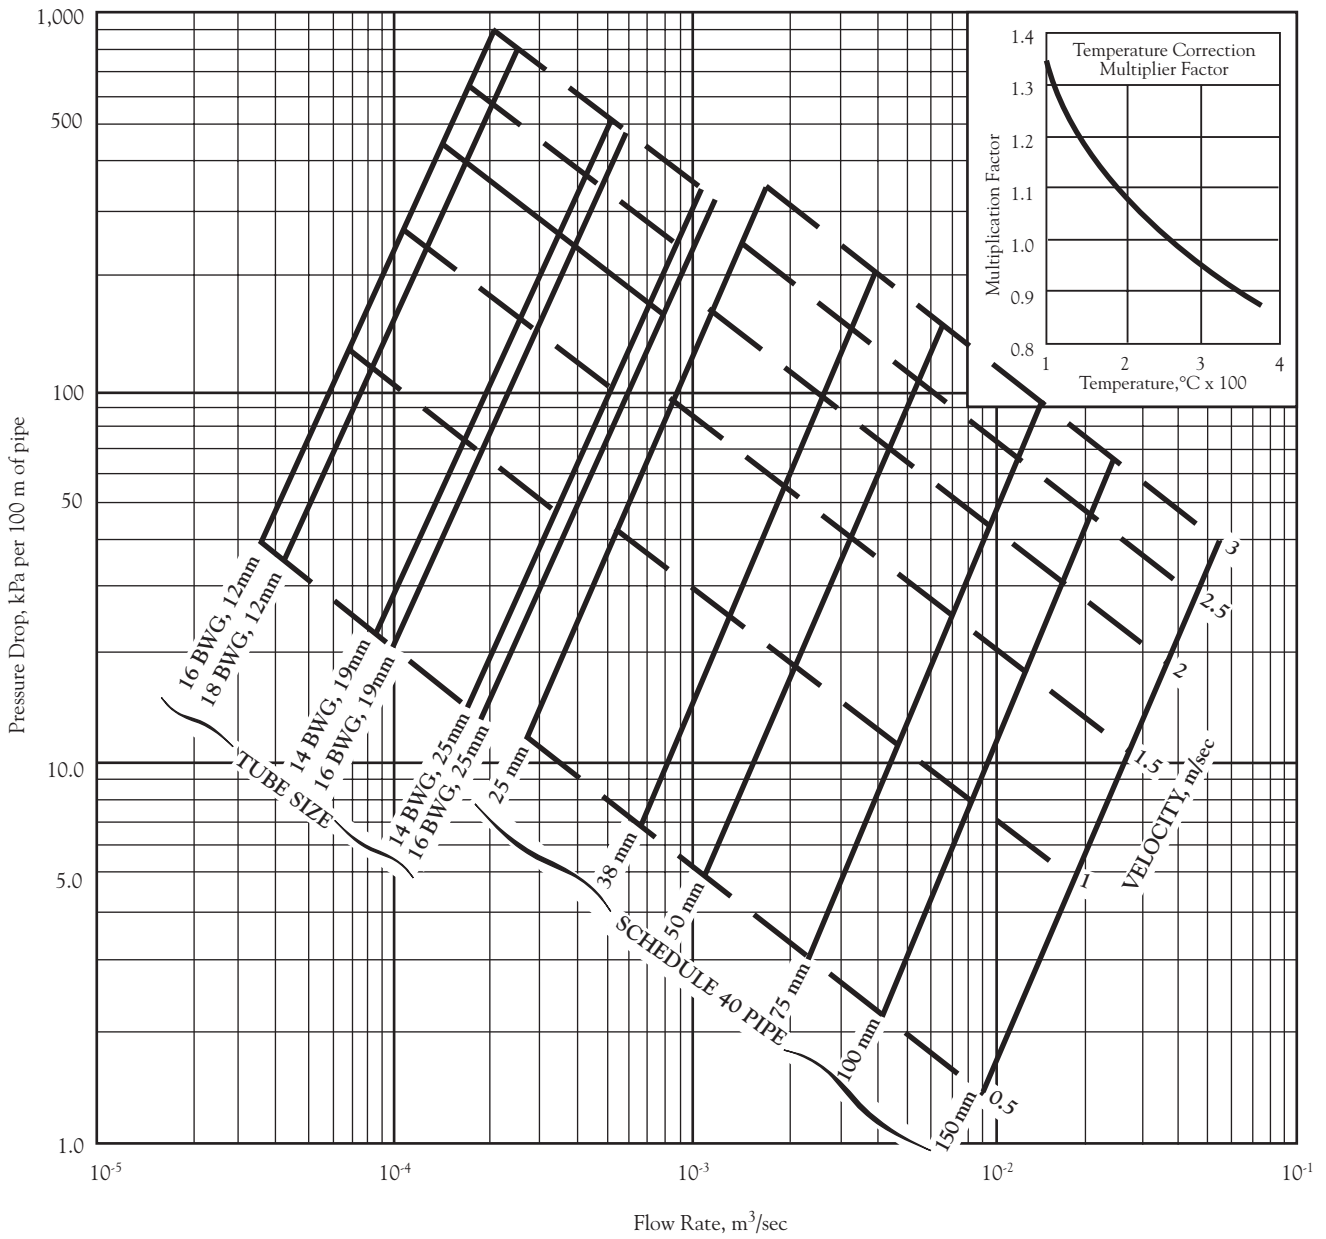 1,000
500
100
50
10.0
5.0
1.0
Pressure Drop, kPa per 100 m of pipe
10-5
10-4
10-3
10-2
10-1
Flow Rate, m3/sec
1.4
1.3
1.2
1.1
1.0
0.9
0.8
Multiplication Factor
Temperature Correction
Multiplier Factor
1
2
3
4
Temperature,°C x 100
16 BWG, 12mm
18 BWG, 12mm
14 BWG, 19mm
16 BWG, 19mm
14 BWG, 25mm
16 BWG, 25mm
TUBE SIZE
25 mm
38 mm
50 mm
75 mm
100 mm
150 mm
SCHEDULE 40 PIPE
3
2.5
2
1.5
1
0.5
VELOCITY, m/sec